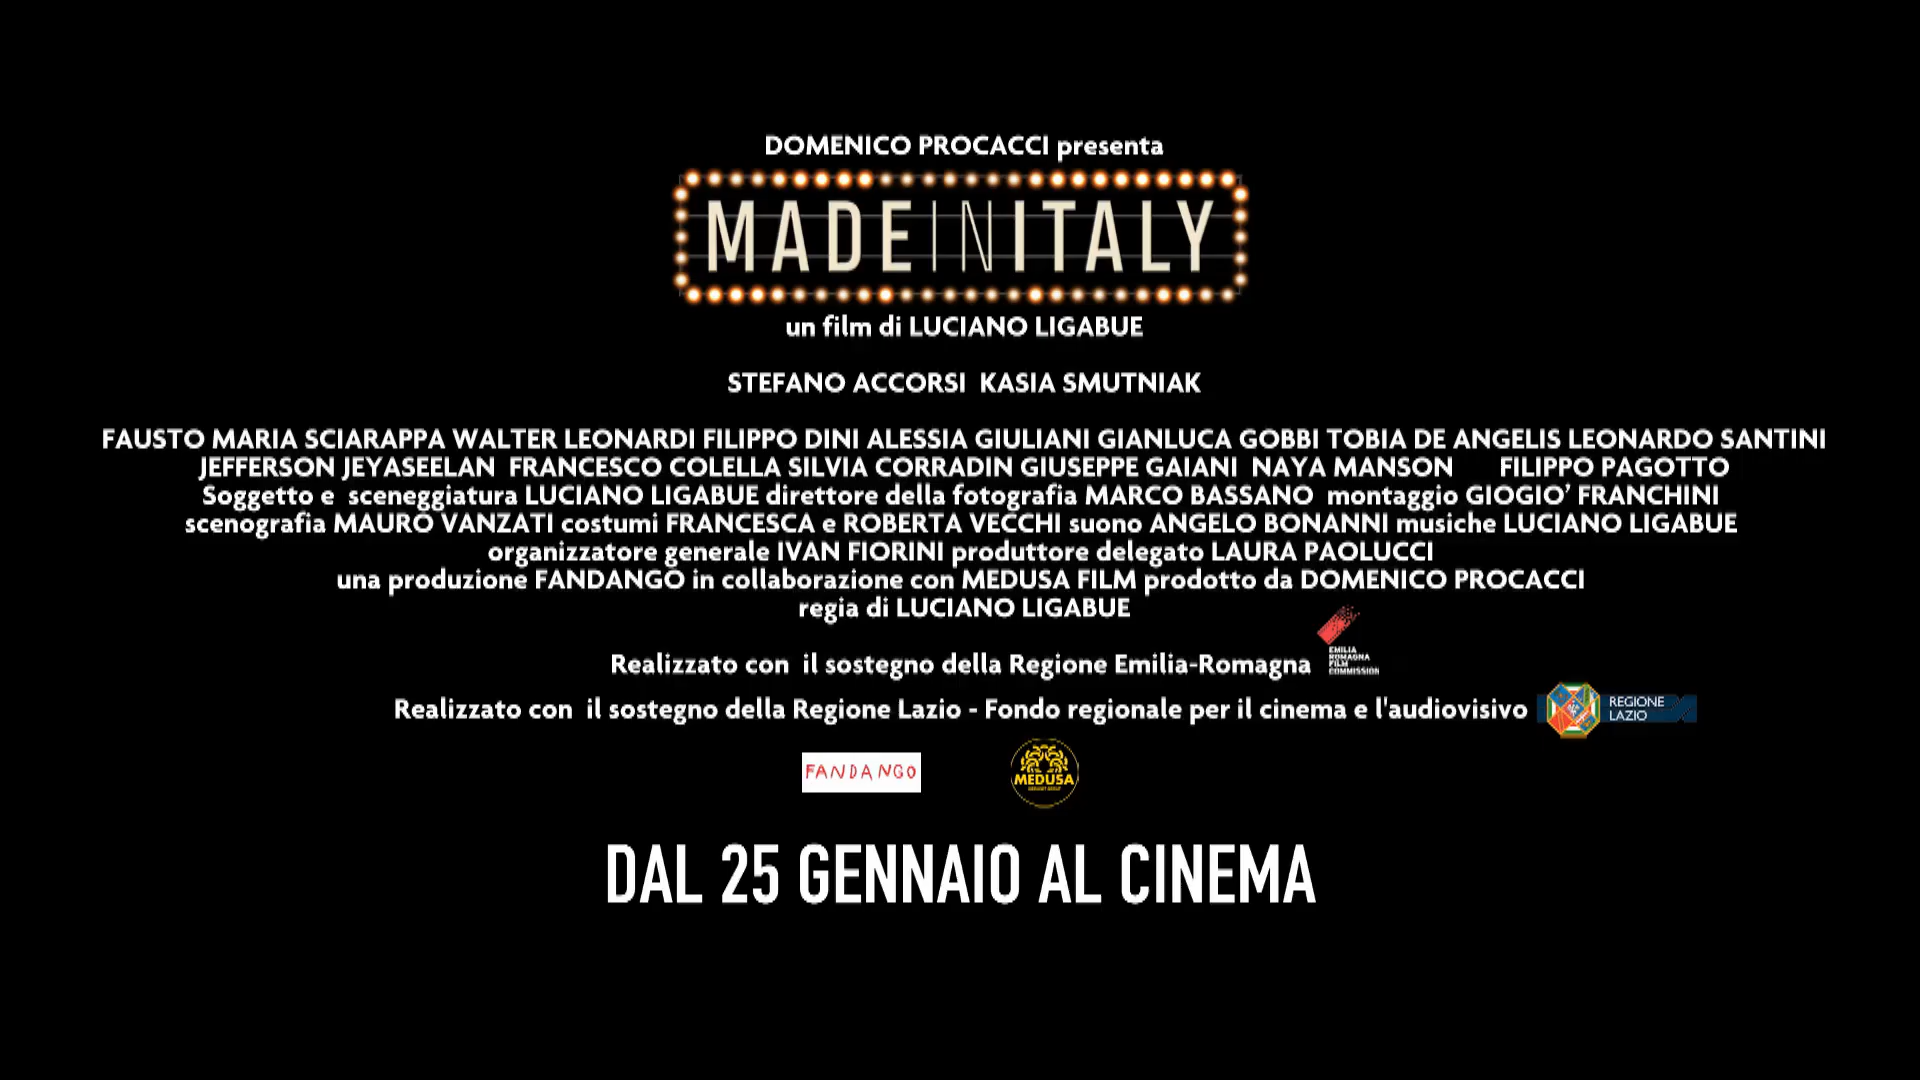 DOMENICO PROCACCI presenta
MADE IN ITALY
un film di LUCIANO LIGABUE
STEFANO ACCORSI KASIA SMUTNIAK
FAUSTO MARIA SCIARAPPA WALTER LEONARDI FILIPPO DINI ALESSIA GIULIANI GIANLUCA GOBBI TOBIA DE ANGELIS LEONARDO SANTINI
JEFFERSON JEYASEELAN FRANCESCO COLELLA SILVIA CORRADIN GIUSEPPE GAIANI NAYA MANSON FILIPPO PAGOTTO
Soggetto e sceneggiatura LUCIANO LIGABUE direttore della fotografia MARCO BASSANO montaggio GIOGIO’ FRANCHINI
scenografia MAURO VANZATI costumi FRANCESCA e ROBERTA VECCHI suono ANGELO BONANNI musiche LUCIANO LIGABUE
organizzatore generale IVAN FIORINI produttore delegato LAURA PAOLUCCI
una produzione FANDANGO in collaborazione con MEDUSA FILM prodotto da DOMENICO PROCACCI
regia di LUCIANO LIGABUE
Realizzato con il sostegno della Regione Emilia-Romagna
EMILIA
ROMAGNA
FILM
COMMISSION
Realizzato con il sostegno della Regione Lazio - Fondo regionale per il cinema e l'audiovisivo
REGIONE
LAZIO
FANDANGO
MEDUSA
DAL 25 GENNAIO AL CINEMA